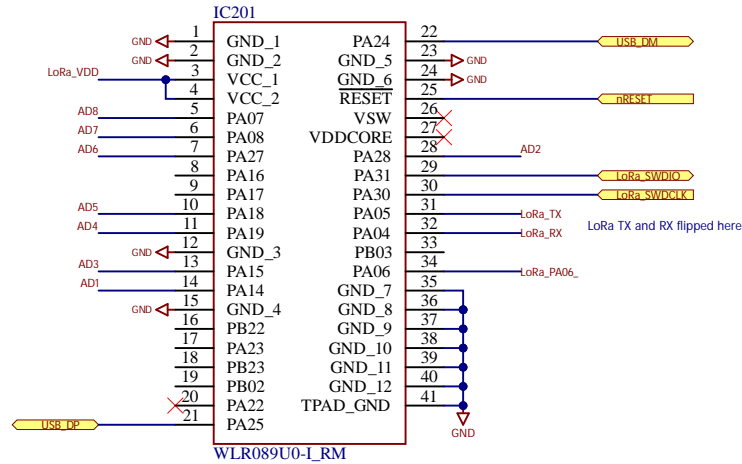 IC201
1 GND_1 PA24 22
GND USB_DM
2 GND_2 GND_5 23
GND GND
LoRa_VDD 3 VCC_1 GND_6 24 GND
4 VCC_2 RESET 25 nRESET
AD8 5 PA07 VSW 26
AD7 6 PA08 VDDCORE 27
AD6 7 PA27 PA28 28 AD2
8 PA16 PA31 29 LoRa_SWDIO
9 PA17 PA30 30 LoRa_SWDCLK
AD5 10 PA18 PA05 31 LoRa_TX
AD4 11 PA19 PA04 32 LoRa_RX LoRa TX and RX flipped here
GND 12 GND_3 PB03 33
AD3 13 PA15 PA06 34 LoRa_PA06_
AD1 14 PA14 GND_7 35
GND 15 GND_4 GND_8 36
16 PB22 GND_9 37
17 PA23 GND_10 38
18 PB23 GND_11 39
19 PB02 GND_12 40
20 PA22 TPAD_GND 41
USB_DP 21 PA25 GND
WLR089U0-I_RM